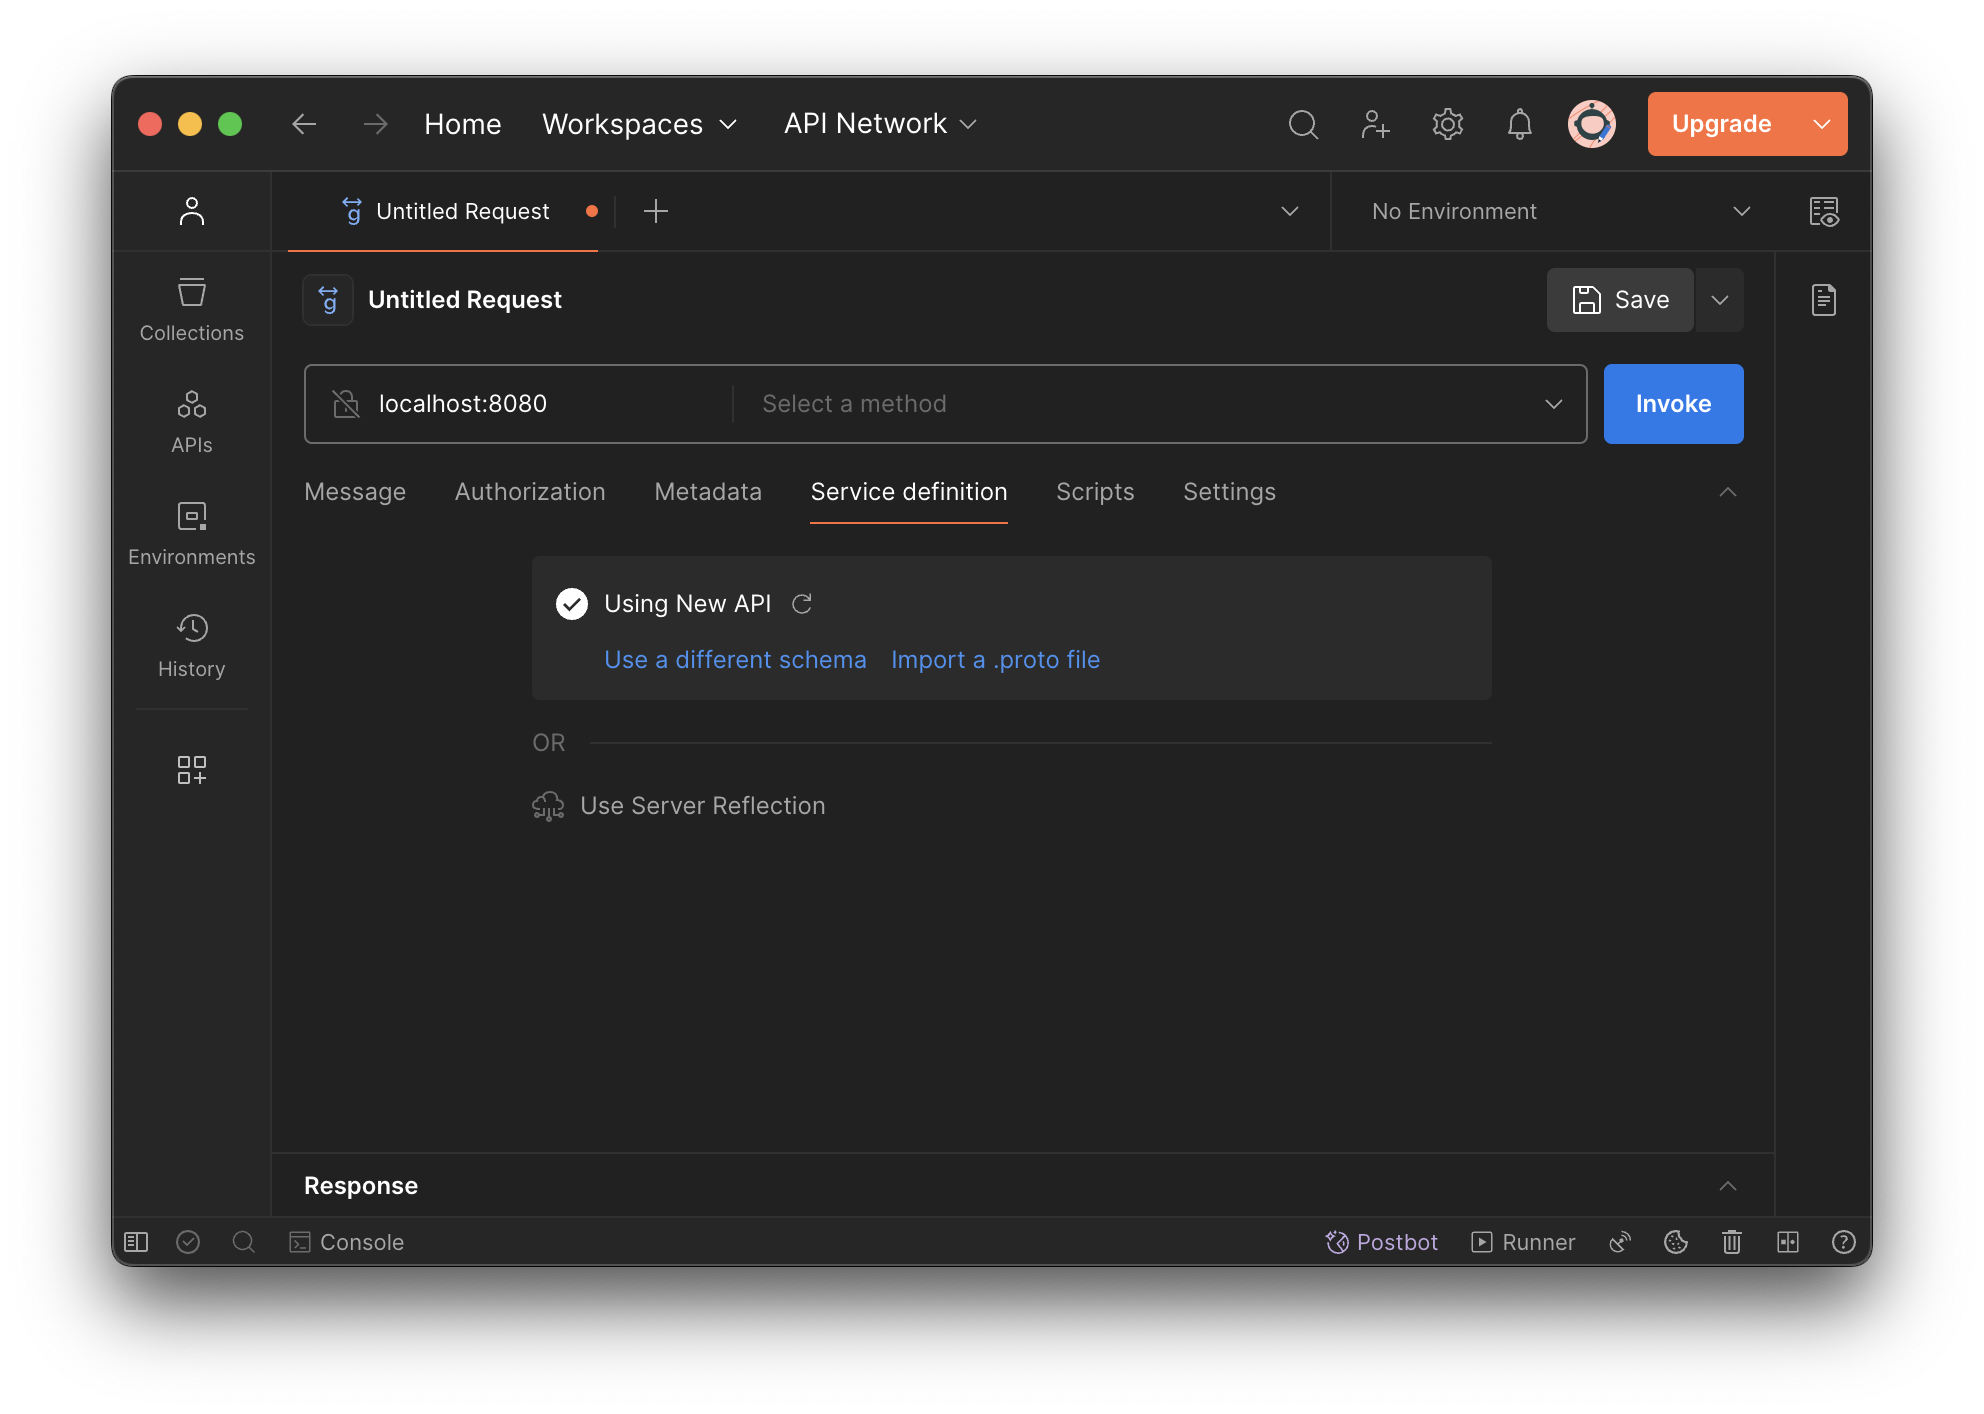 Home Workspaces API Network Upgrade
g Untitled Request No Environment
g Untitled Request Save
Collections
localhost:8080 Select a method Invoke
APIs
Message Authorization Metadata Service definition Scripts Settings
Environments
Using New API
Use a different schema Import a .proto file
History
OR
Use Server Reflection
Response
Console Postbot Runner ?